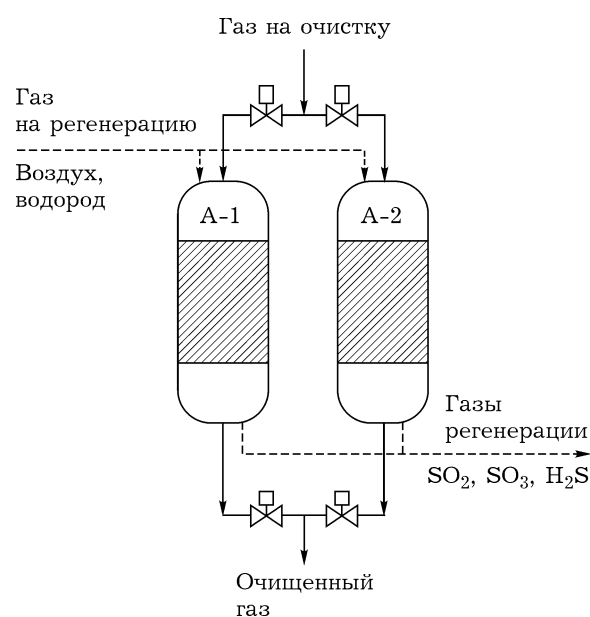 Газ на очистку
Газ
на регенерацию
Воздух,
водород
А-1
А-2
Газы
регенерации
SO₂, SO₃, H₂S
Очищенный
газ